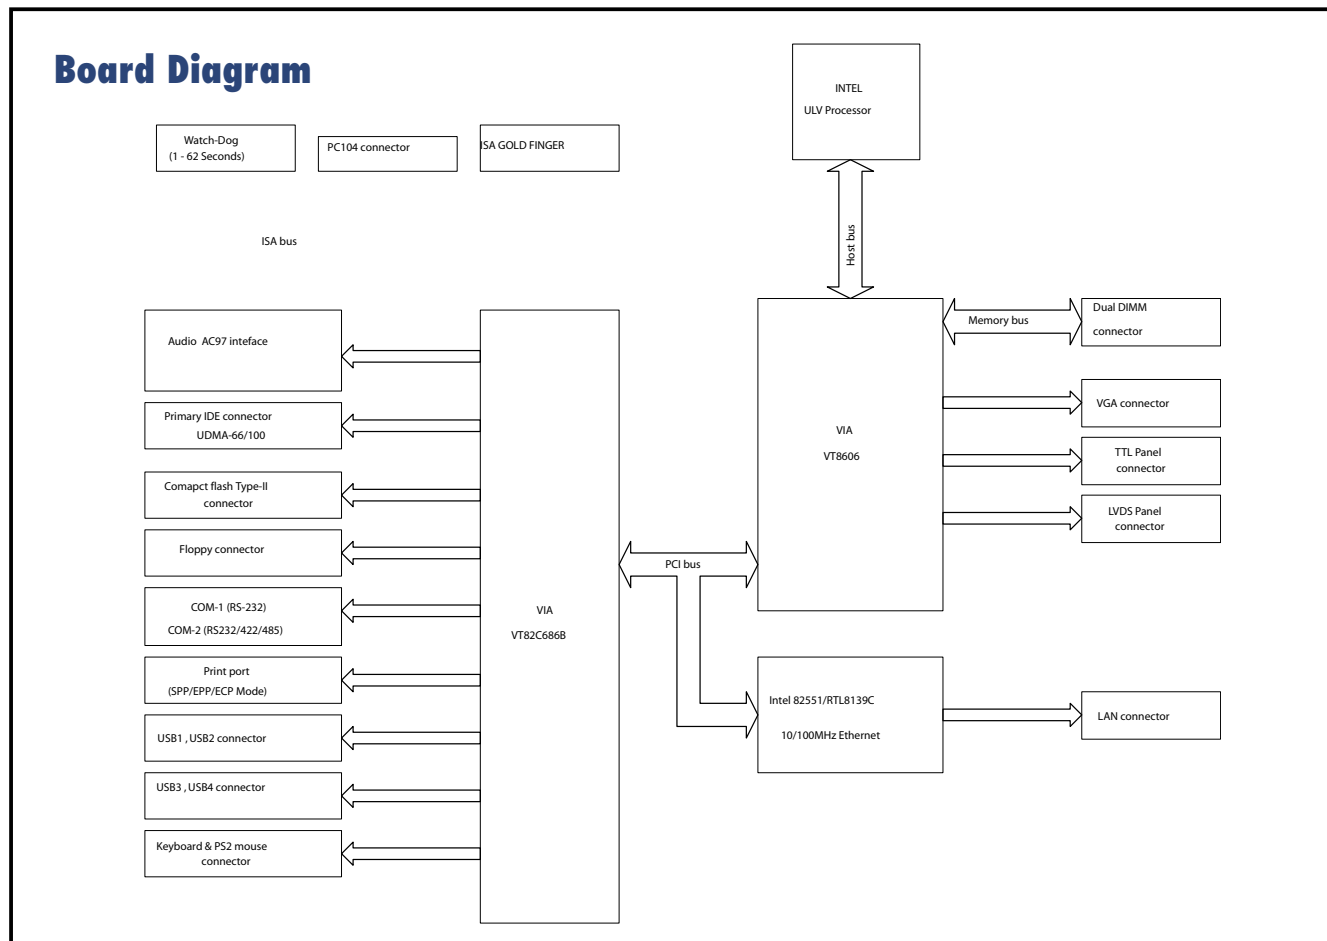 Board Diagram
INTEL
ULV Processor
Watch-Dog
(1 - 62 Seconds)
PC104 connector
ISA GOLD FINGER
ISA bus
Host bus
Audio AC97 inteface
Primary IDE connector
UDMA-66/100
Comapct flash Type-II
connector
Floppy connector
COM-1 (RS-232)
COM-2 (RS232/422/485)
Print port
(SPP/EPP/ECP Mode)
USB1 , USB2 connector
USB3 , USB4 connector
Keyboard & PS2 mouse
connector
VIA
VT82C686B
PCI bus
VIA
VT8606
Memory bus
Dual DIMM
connector
VGA connector
TTL Panel
connector
LVDS Panel
connector
Intel 82551/RTL8139C
10/100MHz Ethernet
LAN connector